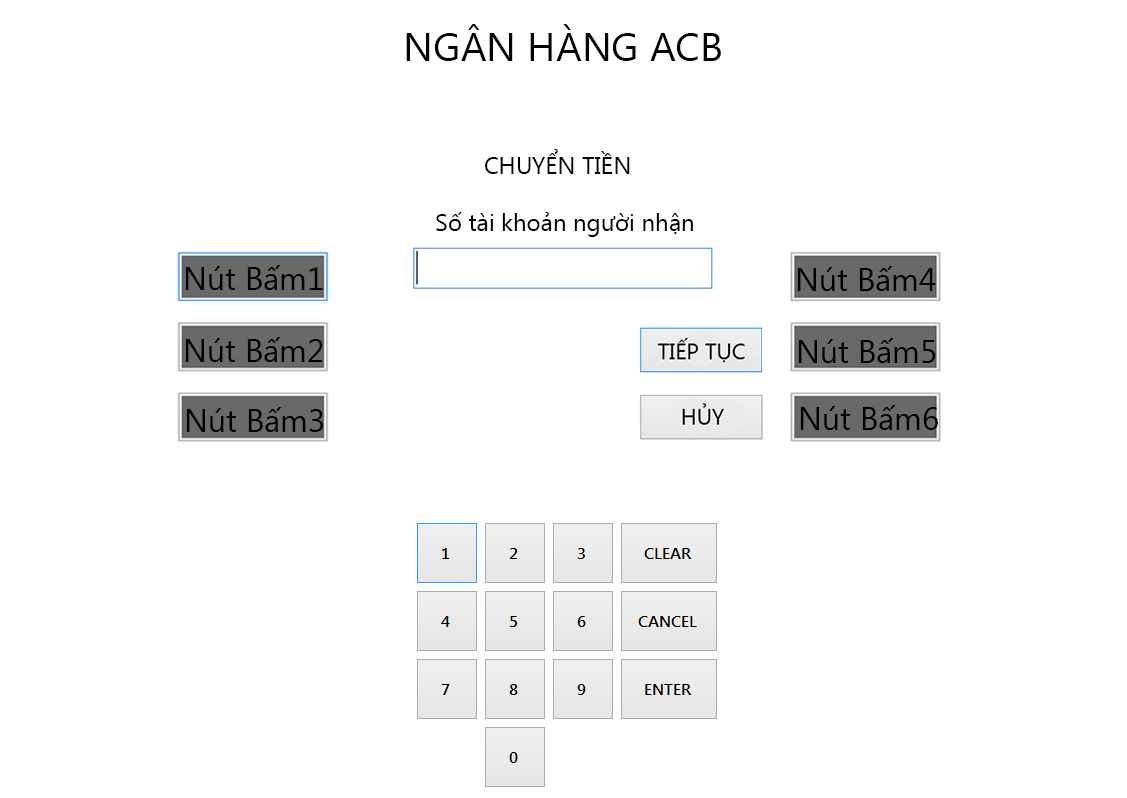 NGÂN HÀNG ACB
CHUYỂN TIỀN
Số tài khoản người nhận
Nút Bấm1
Nút Bấm4
Nút Bấm2
TIẾP TỤC
Nút Bấm5
Nút Bấm3
HỦY
Nút Bấm6
1 2 3 CLEAR
4 5 6 CANCEL
7 8 9 ENTER
0